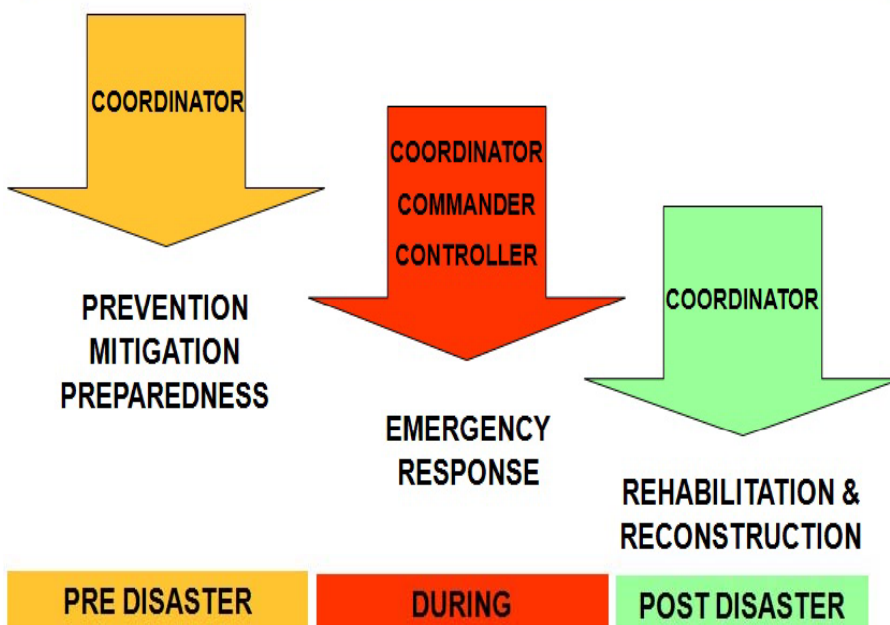 COORDINATOR
PREVENTION
MITIGATION
PREPAREDNESS
PRE DISASTER
COORDINATOR
COMMANDER
CONTROLLER
EMERGENCY
RESPONSE
DURING
COORDINATOR
REHABILITATION &
RECONSTRUCTION
POST DISASTER